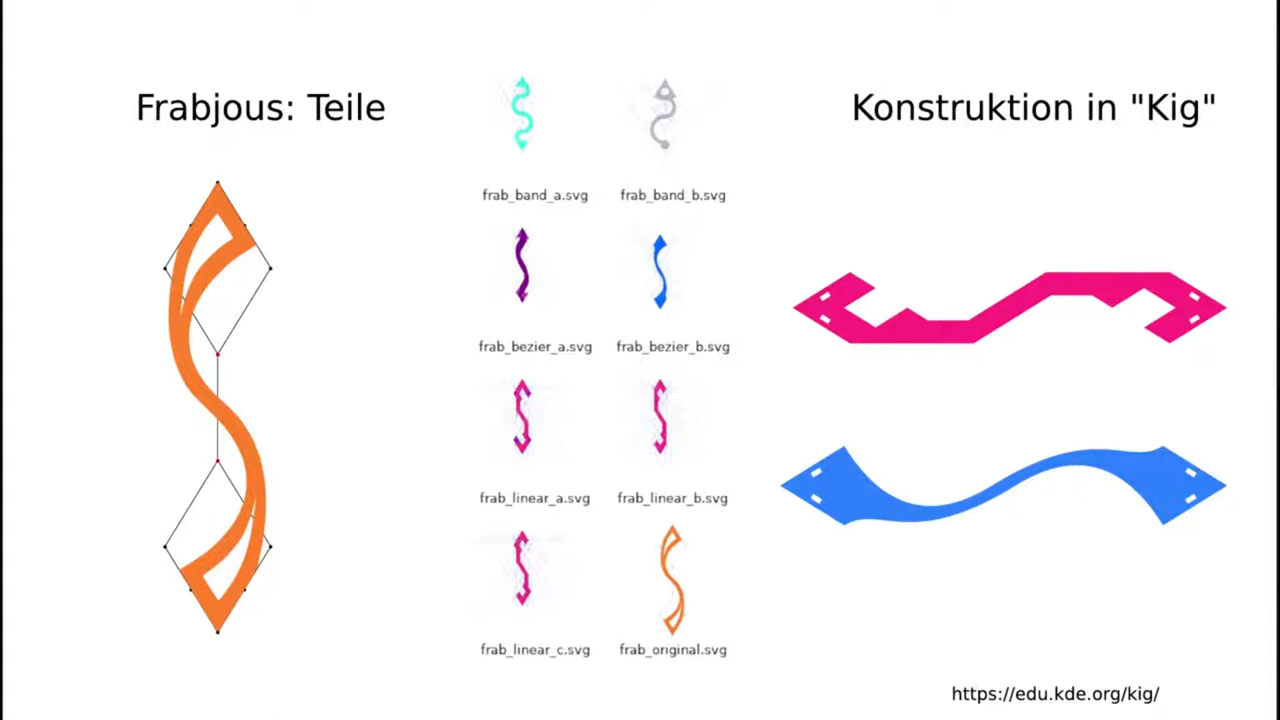 Frabjous: Teile
Konstruktion in "Kig"
frab_band_a.svg
frab_band_b.svg
frab_bezier_a.svg
frab_bezier_b.svg
frab_linear_a.svg
frab_linear_b.svg
frab_linear_c.svg
frab_original.svg
https://edu.kde.org/kig/